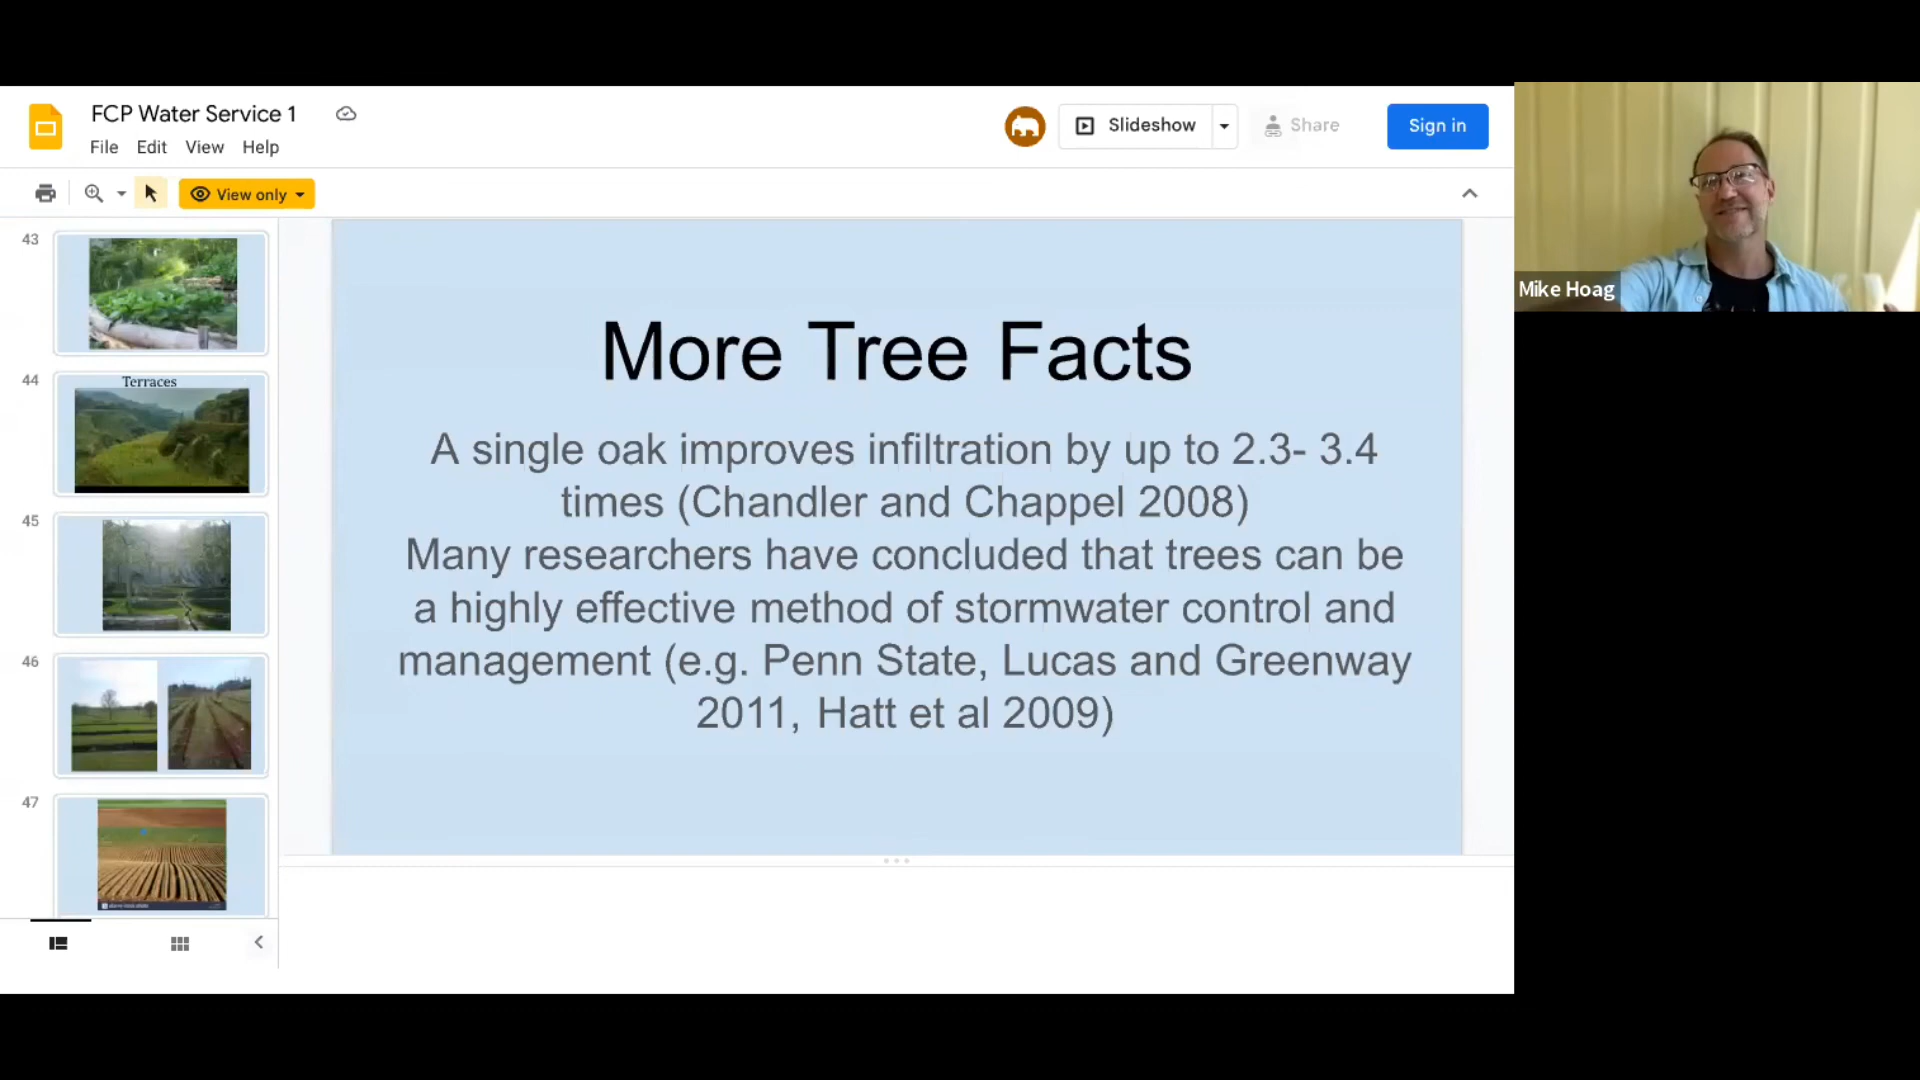 FCP Water Service 1
File Edit View Help
Slideshow
Share
Sign in
View only
Mike Hoag
43
44
Terraces
45
46
47
More Tree Facts
A single oak improves infiltration by up to 2.3- 3.4
times (Chandler and Chappel 2008)
Many researchers have concluded that trees can be
a highly effective method of stormwater control and
management (e.g. Penn State, Lucas and Greenway
2011, Hatt et al 2009)